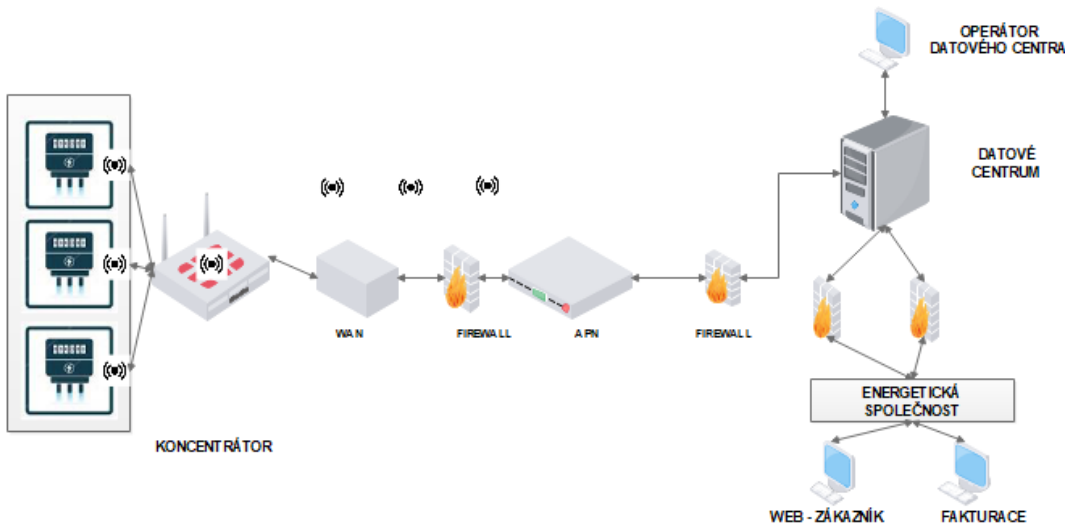 OPERÁTOR
DATOVÉHO CENTRA
DATOVÉ
CENTRUM
WAN
FIREWALL
APN
FIREWALL
ENERGETICKÁ
SPOLEČNOST
KONCENTRÁTOR
WEB - ZÁKAZNÍK
FAKTURACE